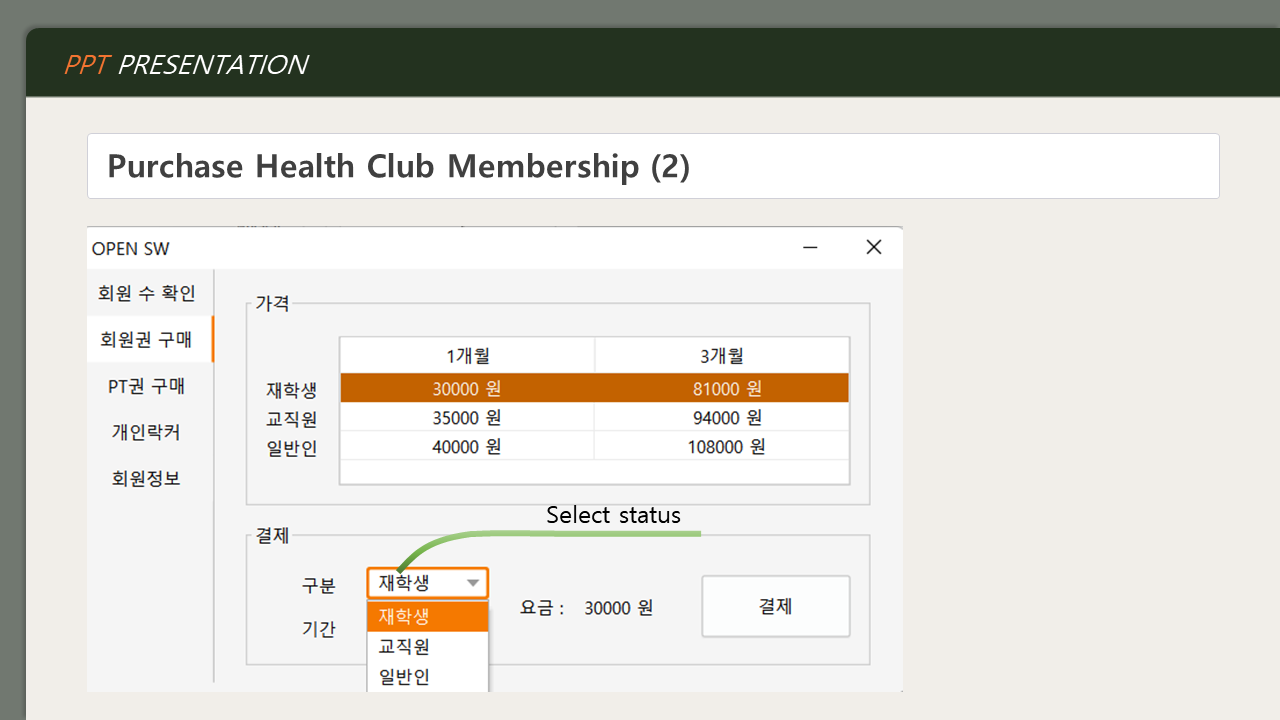 PPT PRESENTATION
Purchase Health Club Membership (2)
OPEN SW
회원 수 확인
회원권 구매
PT권 구매
개인락커
회원정보
가격
1개월 3개월
재학생 30000 원 81000 원
교직원 35000 원 94000 원
일반인 40000 원 108000 원
Select status
결제
구분 재학생
기간
재학생
교직원
일반인
요금 : 30000 원
결제